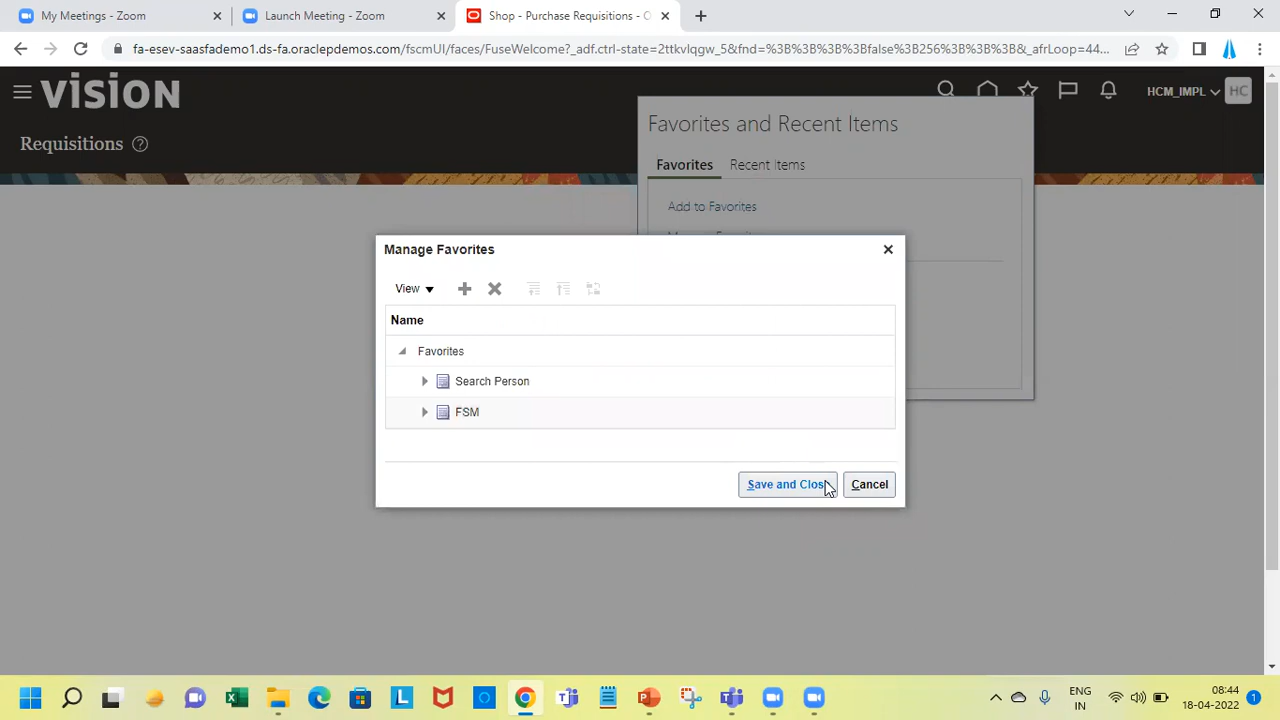 My Meetings - Zoom
Launch Meeting - Zoom
Shop - Purchase Requisitions - O
fa-esev-saasfademo1.ds-fa.oraclepdemos.com/fscmUI/faces/FuseWelcome?_adf.ctrl-state=2ttkvlqgw_5&fnd=%3B%3B%3B%3Bfalse%3B256%3B%3B%3B&_afrLoop=44...
VISION
HCM_IMPL
HC
Requisitions
Favorites and Recent Items
Favorites
Recent Items
Add to Favorites
Manage Favorites
×
View
Name
Favorites
Search Person
FSM
Save and Clos
Cancel
ENG
IN
08:44
18-04-2022
1